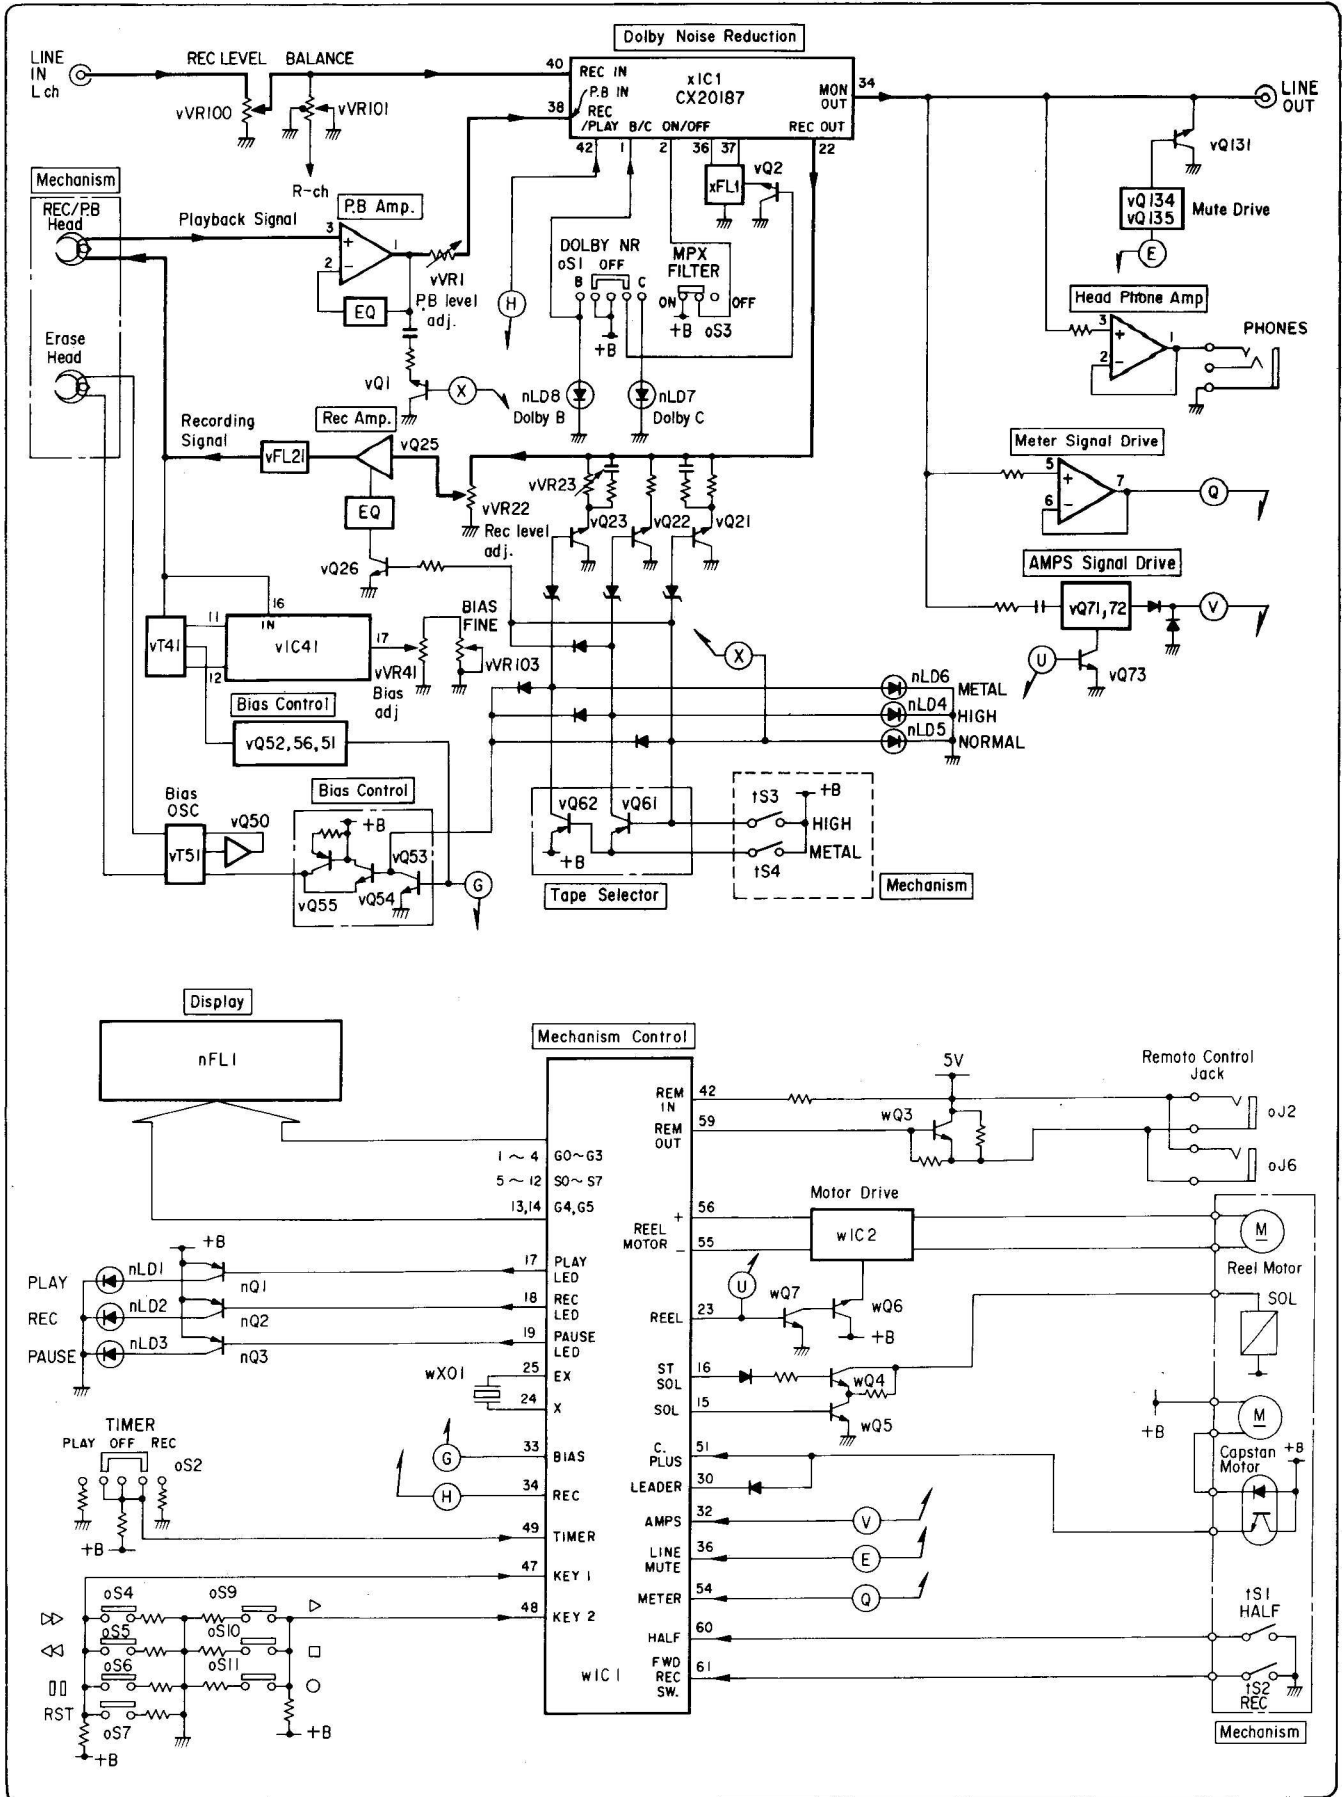 Dolby Noise Reduction
LINE IN L ch
REC LEVEL
BALANCE
vVR100
vVR101
R-ch
40
38
REC IN
P.B IN
REC /PLAY
B/C
ON/OFF
xIC1
CX20187
MON OUT
REC OUT
34
42
1
2
36
37
22
LINE OUT
vQ131
vQ134
vQ135
Mute Drive
E
Mechanism
REC/P.B Head
Playback Signal
P.B Amp.
3
+
1
2
−
EQ
vVR1
P.B level adj.
vQ1
X
H
xFL1
vQ2
DOLBY NR
oS1
OFF
B
C
+B
MPX FILTER
ON
OFF
+B
oS3
nLD8
Dolby B
nLD7
Dolby C
Head Phone Amp
3
+
1
2
−
PHONES
Erase Head
Recording Signal
Rec Amp.
vFL21
vQ25
EQ
vVR22
Rec level adj.
vVR23
vQ23
vQ22
vQ21
vQ26
Meter Signal Drive
5
+
7
6
−
Q
AMPS Signal Drive
vQ71,72
V
U
vQ73
vT41
11
12
16
IN
vIC41
17
BIAS FINE
vVR41
Bias adj
vVR103
X
nLD6
METAL
nLD4
HIGH
nLD5
NORMAL
Bias Control
vQ52,56,51
Bias OSC
vQ50
vT51
Bias Control
+B
vQ53
vQ55
vQ54
G
vQ62
vQ61
+B
Tape Selector
tS3
+B
HIGH
METAL
tS4
Mechanism
Display
nFL1
Mechanism Control
1 ~ 4
G0~G3
5 ~ 12
S0~S7
13,14
G4,G5
REM IN
42
REM OUT
59
5V
wQ3
Remoto Control Jack
oJ2
oJ6
+B
PLAY
nLD1
nQ1
17
PLAY LED
REC
nLD2
nQ2
18
REC LED
PAUSE
nLD3
nQ3
19
PAUSE LED
REEL MOTOR
+
56
−
55
Motor Drive
wIC2
M
Reel Motor
REEL
23
U
wQ7
wQ6
+B
SOL
wX01
25
EX
24
X
ST SOL
16
wQ4
SOL
15
wQ5
+B
M
Capstan Motor
+B
TIMER
PLAY
OFF
REC
oS2
+B
G
33
BIAS
H
34
REC
49
TIMER
C. PLUS
51
LEADER
30
AMPS
32
V
LINE MUTE
36
E
METER
54
Q
47
KEY 1
48
KEY 2
oS4
oS9
oS5
oS10
oS6
oS11
RST
oS7
+B
+B
wIC1
HALF
60
FWD REC SW.
61
tS1
HALF
tS2
REC
Mechanism